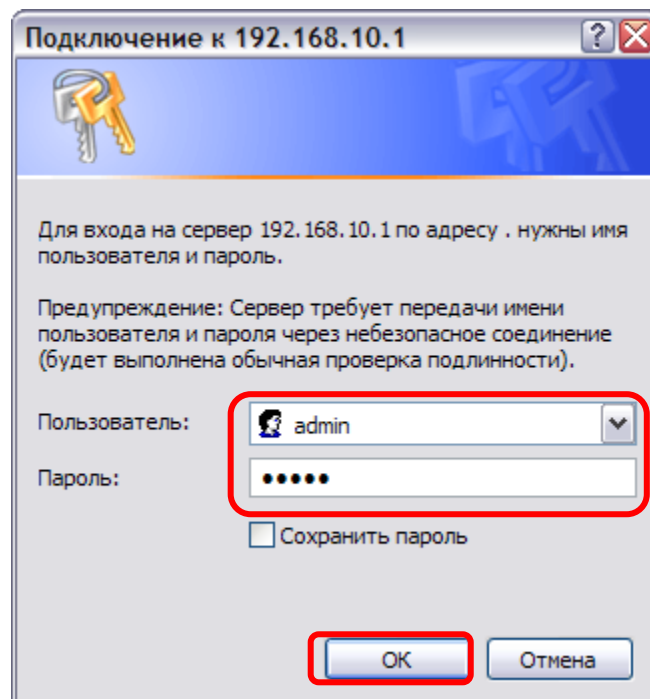 Подключение к 192.168.10.1
Для входа на сервер 192.168.10.1 по адресу . нужны имя
пользователя и пароль.
Предупреждение: Сервер требует передачи имени
пользователя и пароля через небезопасное соединение
(будет выполнена обычная проверка подлинности).
Пользователь: admin
Пароль: •••••
Сохранить пароль
ОК Отмена